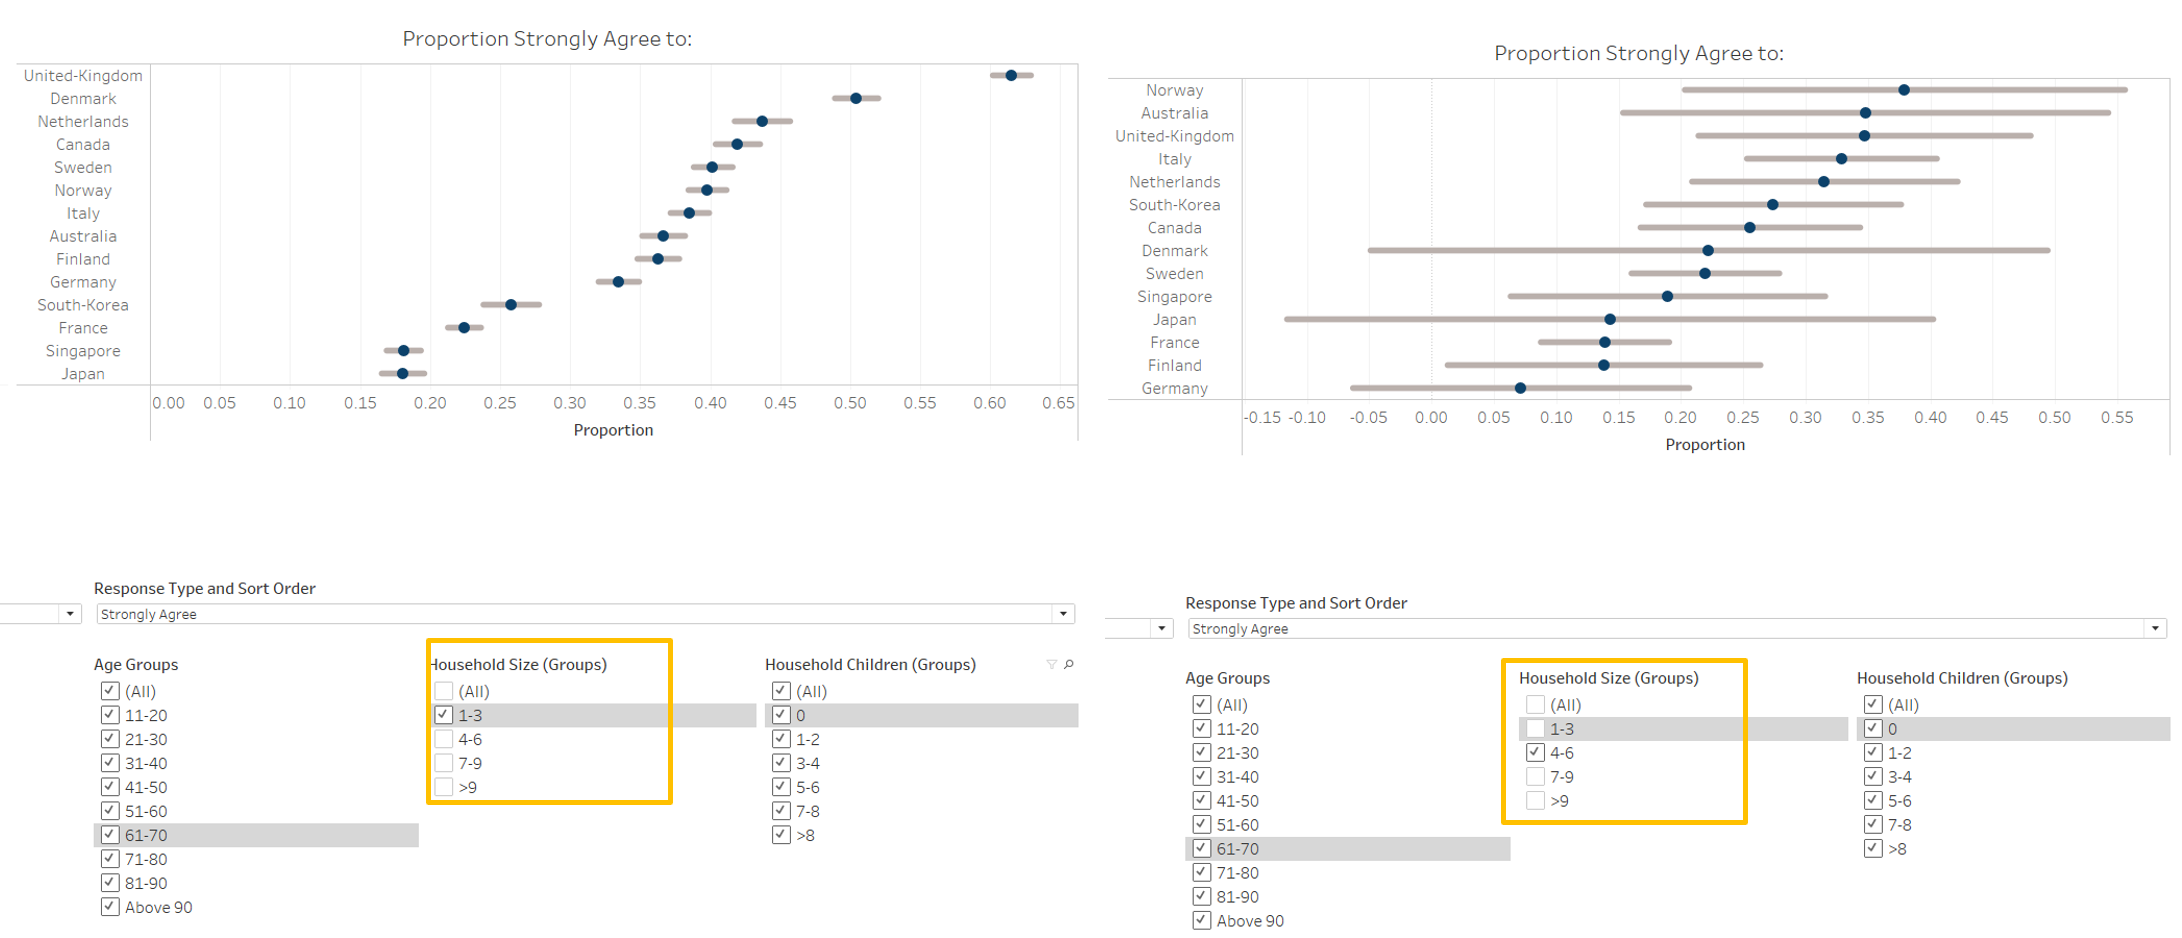 Proportion Strongly Agree to:
United-Kingdom
Denmark
Netherlands
Canada
Sweden
Norway
Italy
Australia
Finland
Germany
South-Korea
France
Singapore
Japan
0.00 0.05 0.10 0.15 0.20 0.25 0.30 0.35 0.40 0.45 0.50 0.55 0.60 0.65
Proportion
Response Type and Sort Order
Strongly Agree
Age Groups
(All)
11-20
21-30
31-40
41-50
51-60
61-70
71-80
81-90
Above 90
Household Size (Groups)
(All)
1-3
4-6
7-9
>9
Household Children (Groups)
(All)
0
1-2
3-4
5-6
7-8
>8
Proportion Strongly Agree to:
Norway
Australia
United-Kingdom
Italy
Netherlands
South-Korea
Canada
Denmark
Sweden
Singapore
Japan
France
Finland
Germany
-0.15 -0.10 -0.05 0.00 0.05 0.10 0.15 0.20 0.25 0.30 0.35 0.40 0.45 0.50 0.55
Proportion
Response Type and Sort Order
Strongly Agree
Age Groups
(All)
11-20
21-30
31-40
41-50
51-60
61-70
71-80
81-90
Above 90
Household Size (Groups)
(All)
1-3
4-6
7-9
>9
Household Children (Groups)
(All)
0
1-2
3-4
5-6
7-8
>8